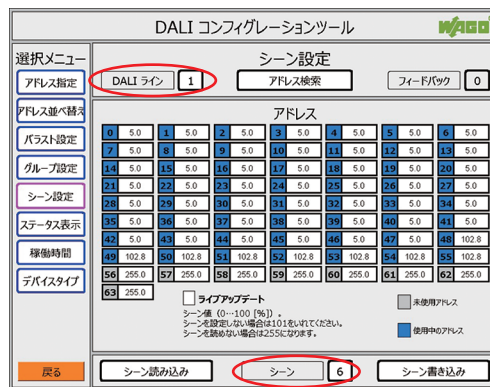 DALI コンフィグレーションツール
WAGO
選択メニュー
シーン設定
アドレス指定
DALI ライン 1 アドレス検索 フィードバック 0
アドレス並べ替え
アドレス
バラスト設定
0 5.0 1 5.0 2 5.0 3 5.0 4 5.0 5 5.0 6 5.0
7 5.0 8 5.0 9 5.0 10 5.0 11 5.0 12 5.0 13 5.0
グループ設定
14 5.0 15 5.0 16 5.0 17 5.0 18 5.0 19 5.0 20 5.0
21 5.0 22 5.0 23 5.0 24 5.0 25 5.0 26 5.0 27 5.0
シーン設定
28 5.0 29 5.0 30 5.0 31 5.0 32 5.0 33 5.0 34 5.0
ステータス表示
35 5.0 36 5.0 37 5.0 38 5.0 39 5.0 40 5.0 41 5.0
42 5.0 43 5.0 44 5.0 45 5.0 46 5.0 47 5.0 48 102.8
稼働時間
49 102.8 50 102.8 51 102.8 52 102.8 53 102.8 54 102.8 55 102.8
デバイスタイプ
56 255.0 57 255.0 58 255.0 59 255.0 60 255.0 61 255.0 62 255.0
63 255.0
ライブアップデート
シーン値 (0…100 [%]) 。
シーンを設定しない場合は101をいれてください。
シーンを読めない場合は255になります。
未使用アドレス
使用中のアドレス
戻る
シーン読み込み シーン 6 シーン書き込み